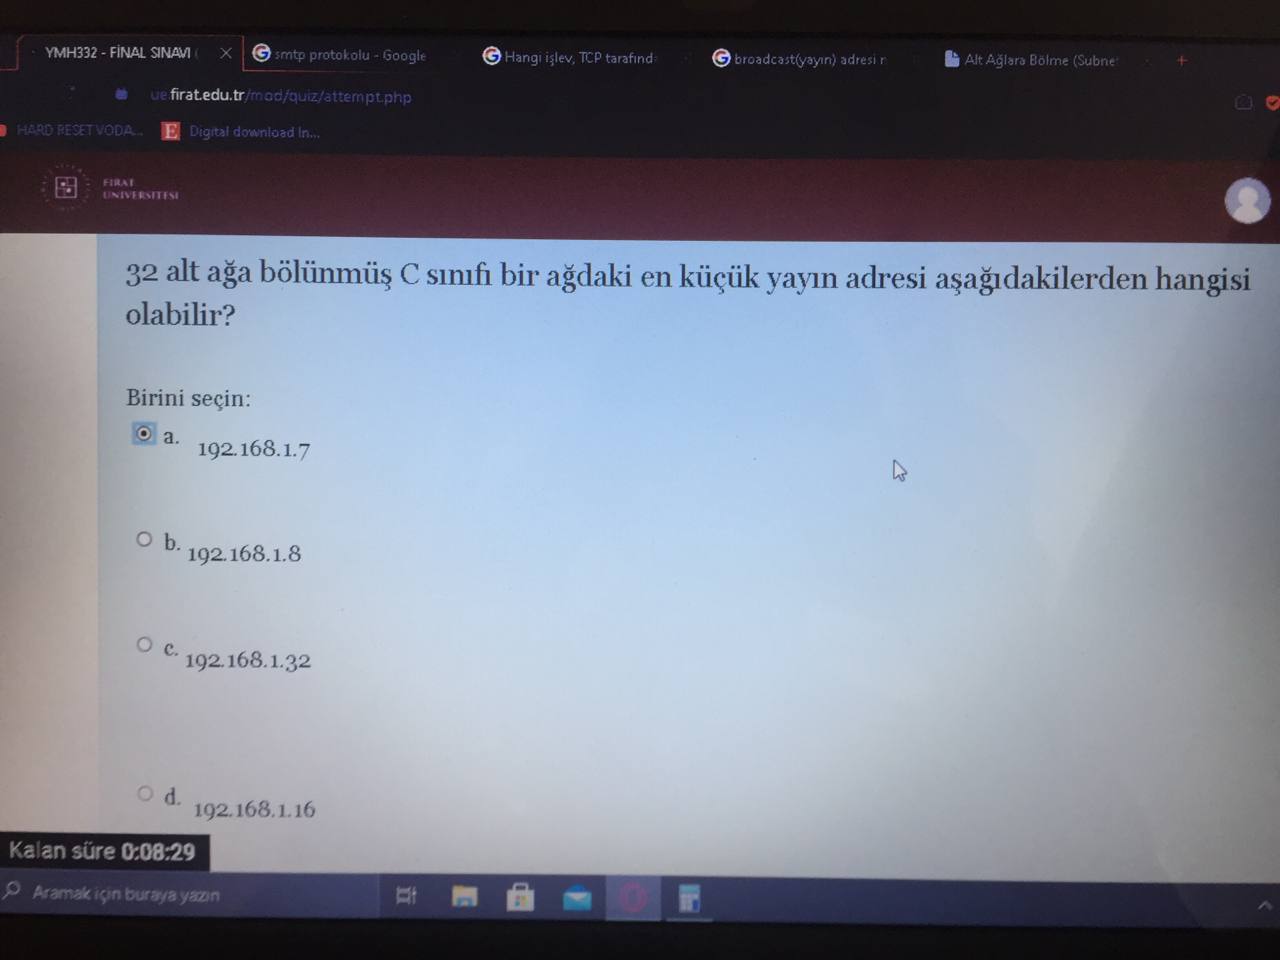 YMH332 - FİNAL SINAVI (
smtp protokolu - Google
Hangi işlev, TCP tarafınd
broadcast(yayın) adresi n
Alt Ağlara Bölme (Subne
ue.firat.edu.tr/mod/quiz/attempt.php
HARD RESET VODA...
Digital download In...
FIRAT
ÜNİVERSİTESİ
32 alt ağa bölünmüş C sınıfı bir ağdaki en küçük yayın adresi aşağıdakilerden hangisi
olabilir?
Birini seçin:
a. 192.168.1.7
b. 192.168.1.8
c. 192.168.1.32
d. 192.168.1.16
Kalan süre 0:08:29
Aramak için buraya yazın